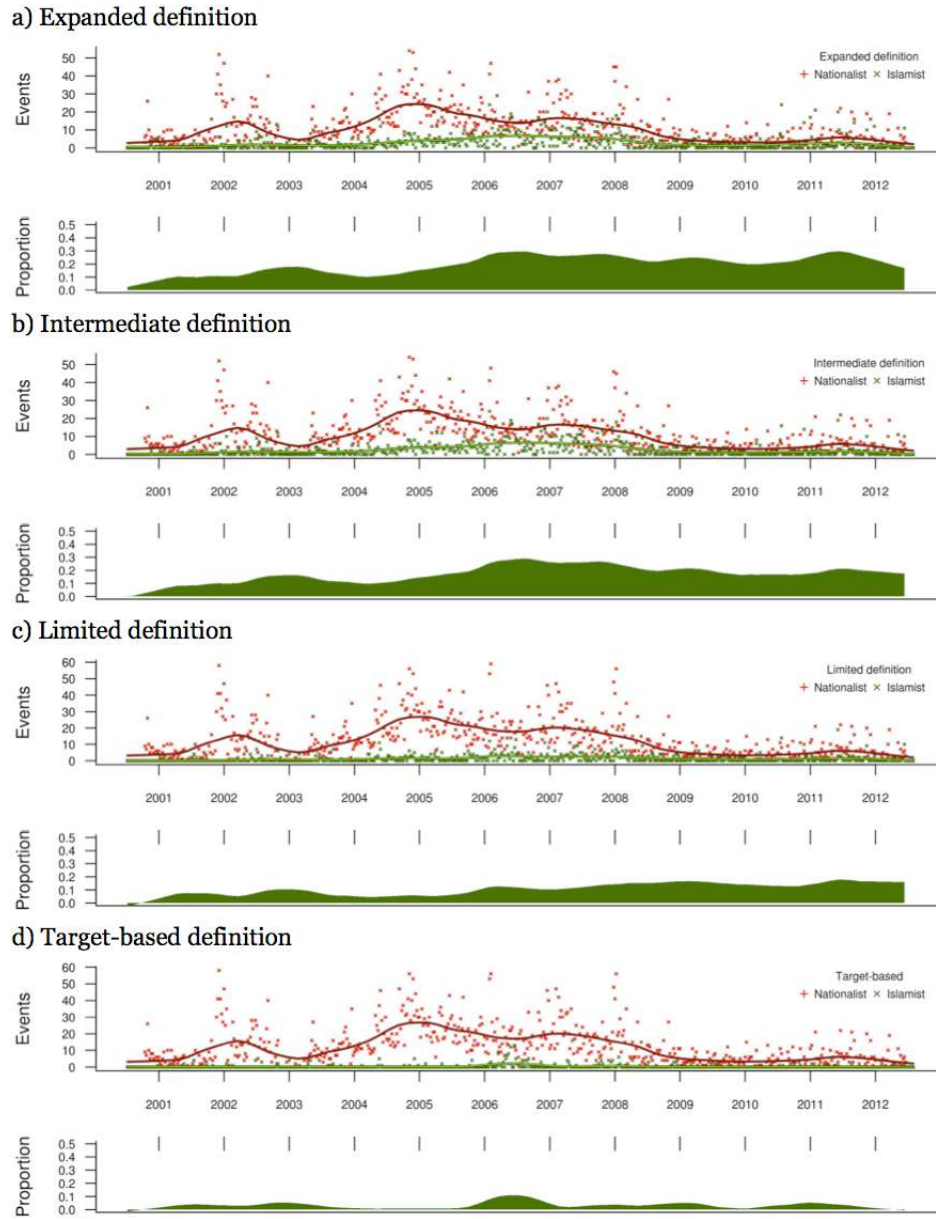 a) Expanded definition
Events
50
40
30
20
10
0
Expanded definition
+ Nationalist × Islamist
2001 2002 2003 2004 2005 2006 2007 2008 2009 2010 2011 2012
Proportion
0.5
0.4
0.3
0.2
0.1
0.0
b) Intermediate definition
Events
50
40
30
20
10
0
Intermediate definition
+ Nationalist × Islamist
2001 2002 2003 2004 2005 2006 2007 2008 2009 2010 2011 2012
Proportion
0.5
0.4
0.3
0.2
0.1
0.0
c) Limited definition
Events
60
50
40
30
20
10
0
Limited definition
+ Nationalist × Islamist
2001 2002 2003 2004 2005 2006 2007 2008 2009 2010 2011 2012
Proportion
0.5
0.4
0.3
0.2
0.1
0.0
d) Target-based definition
Events
60
50
40
30
20
10
0
Target-based
+ Nationalist × Islamist
2001 2002 2003 2004 2005 2006 2007 2008 2009 2010 2011 2012
Proportion
0.5
0.4
0.3
0.2
0.1
0.0